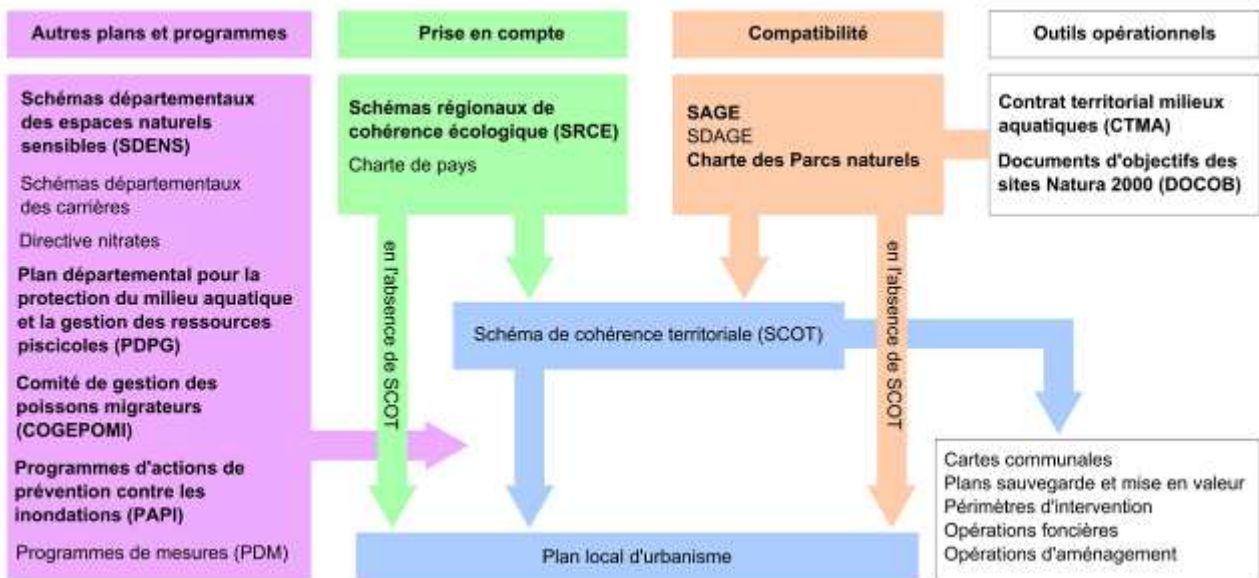 Autres plans et programmes
Prise en compte
Compatibilité
Outils opérationnels
Schémas départementaux
des espaces naturels
sensibles (SDENS)
Schémas départementaux
des carrières
Directive nitrates
Plan départemental pour la
protection du milieu aquatique
et la gestion des ressources
piscicoles (PDPG)
Comité de gestion des
poissons migrateurs
(COGEPOMI)
Programmes d'actions de
prévention contre les
inondations (PAPI)
Programmes de mesures (PDM)
Schémas régionaux de
cohérence écologique (SRCE)
Charte de pays
SAGE
SDAGE
Charte des Parcs naturels
Contrat territorial milieux
aquatiques (CTMA)
Documents d'objectifs des
sites Natura 2000 (DOCOB)
en l'absence de SCOT
en l'absence de SCOT
Schéma de cohérence territoriale (SCOT)
Plan local d'urbanisme
Cartes communales
Plans sauvegarde et mise en valeur
Périmètres d'intervention
Opérations foncières
Opérations d'aménagement